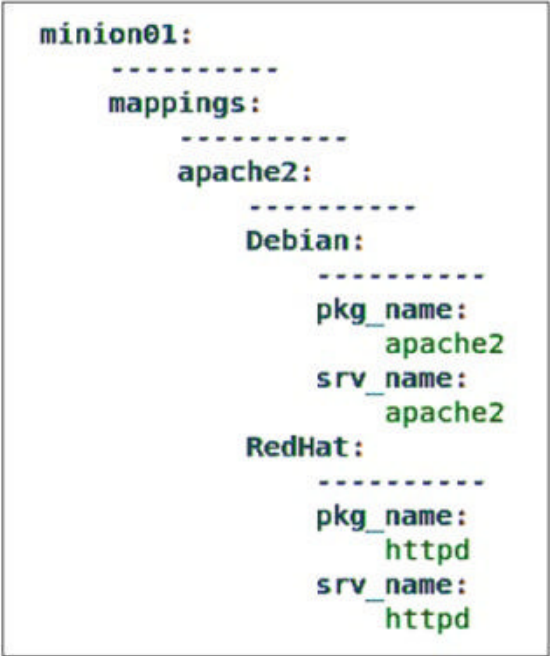 minion01:
----------
mappings:
----------
apache2:
----------
Debian:
----------
pkg_name:
apache2
srv_name:
apache2
RedHat:
----------
pkg_name:
httpd
srv_name:
httpd